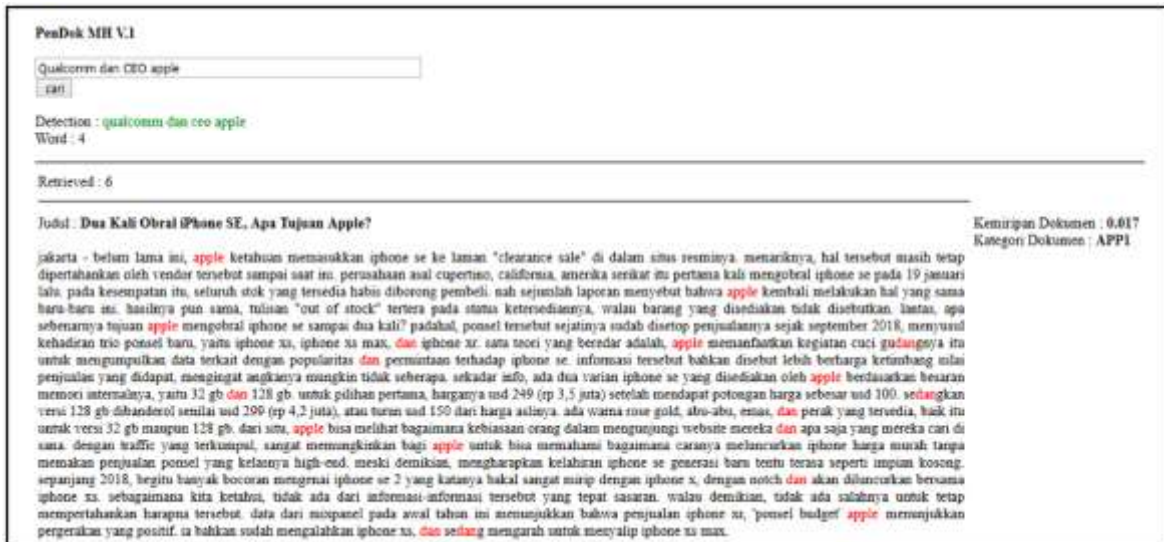 PenDok MH V.1
Qualcomm dan CEO apple
cari
Detection : qualcomm dan ceo apple
Word : 4
Retrieved : 6
Judul : Dua Kali Obral iPhone SE, Apa Tujuan Apple?
Kemiripan Dokumen : 0.017
Kategori Dokumen : APP1
jakarta - belum lama ini, apple ketahuan memasukkan iphone se ke laman "clearance sale" di dalam situs resminya. menariknya, hal tersebut masih tetap
dipertahankan oleh vendor tersebut sampai saat ini. perusahaan asal cupertino, california, amerika serikat itu pertama kali mengobral iphone se pada 19 januari
lalu. pada kesempatan itu, seluruh stok yang tersedia habis diborong pembeli. nah sejumlah laporan menyebut bahwa apple kembali melakukan hal yang sama
baru-baru ini. hasilnya pun sama, tulisan "out of stock" tertera pada status ketersediannya, walau barang yang disediakan tidak disebutkan. lantas, apa
sebenarnya tujuan apple mengobral iphone se sampai dua kali? padahal, ponsel tersebut sejatinya sudah disetop penjualannya sejak september 2018, menyusul
kehadiran trio ponsel baru, yaitu iphone xs, iphone xs max, dan iphone xr. satu teori yang beredar adalah, apple memanfaatkan kegiatan cuci gudangnya itu
untuk mengumpulkan data terkait dengan popularitas dan permintaan terhadap iphone se. informasi tersebut bahkan disebut lebih berharga ketimbang nilai
penjualan yang didapat, mengingat angkanya mungkin tidak seberapa. sekadar info, ada dua varian iphone se yang disediakan oleh apple berdasarkan besaran
memori internalnya, yaitu 32 gb dan 128 gb. untuk pilihan pertama, harganya usd 249 (rp 3,5 juta) setelah mendapat potongan harga sebesar usd 100. sedangkan
versi 128 gb dibanderol senilai usd 299 (rp 4,2 juta), atau turun usd 150 dari harga aslinya. ada warna rose gold, abu-abu, emas, dan perak yang tersedia, baik itu
untuk versi 32 gb maupun 128 gb. dari situ, apple bisa melihat bagaimana kebiasaan orang dalam mengunjungi website mereka dan apa saja yang mereka cari di
sana. dengan traffic yang terkumpul, sangat memungkinkan bagi apple untuk bisa memahami bagaimana caranya meluncurkan iphone harga murah tanpa
memakan penjualan ponsel yang kelasnya high-end. meski demikian, mengharapkan kelahiran iphone se generasi baru tentu terasa seperti impian kosong.
sepanjang 2018, begitu banyak bocoran mengenai iphone se 2 yang katanya bakal sangat mirip dengan iphone x, dengan notch dan akan diluncurkan bersama
iphone xs. sebagaimana kita ketahui, tidak ada dari informasi-informasi tersebut yang tepat sasaran. walau demikian, tidak ada salahnya untuk tetap
mempertahankan harapna tersebut. data dari mixpanel pada awal tahun ini menunjukkan bahwa penjualan iphone xr, 'ponsel budget' apple menunjukkan
pergerakan yang positif. ia bahkan sudah mengalahkan iphone xs, dan sedang mengarah untuk menyalip iphone xs max.